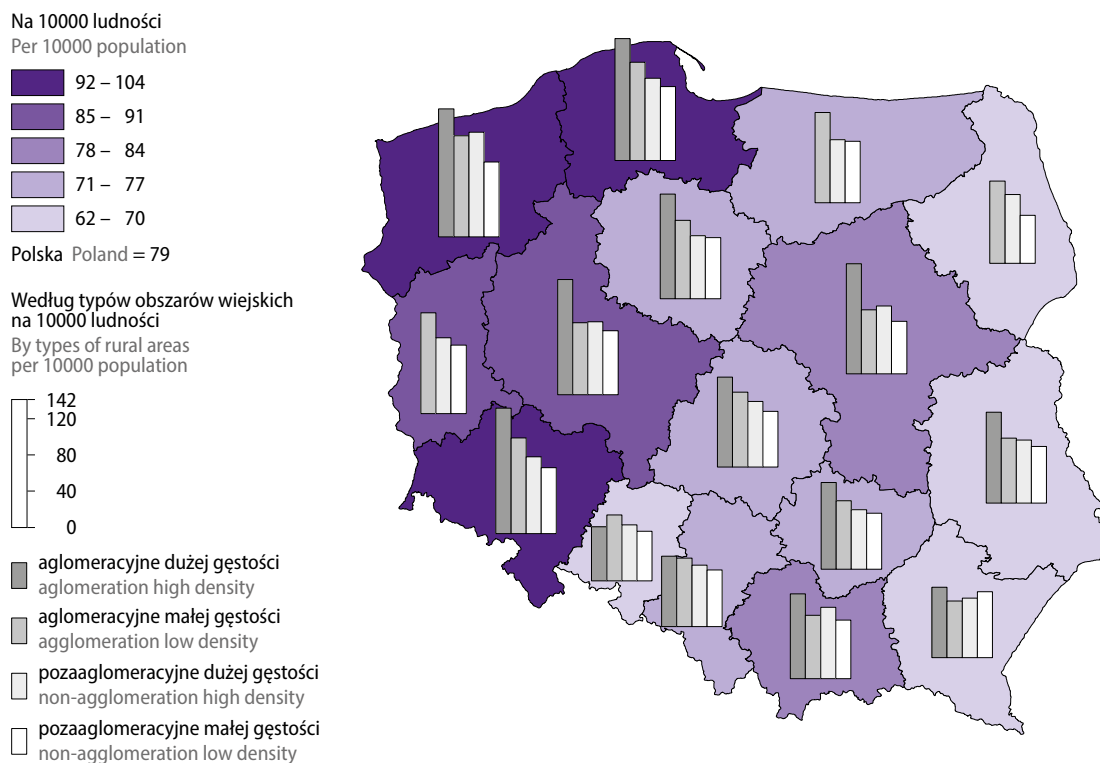 Na 10000 ludności
Per 10000 population
92 – 104
85 – 91
78 – 84
71 – 77
62 – 70
Polska Poland = 79
Według typów obszarów wiejskich
na 10000 ludności
By types of rural areas
per 10000 population
142
120
80
40
0
aglomeracyjne dużej gęstości
aglomeration high density
aglomeracyjne małej gęstości
agglomeration low density
pozaaglomeracyjne dużej gęstości
non-agglomeration high density
pozaaglomeracyjne małej gęstości
non-agglomeration low density